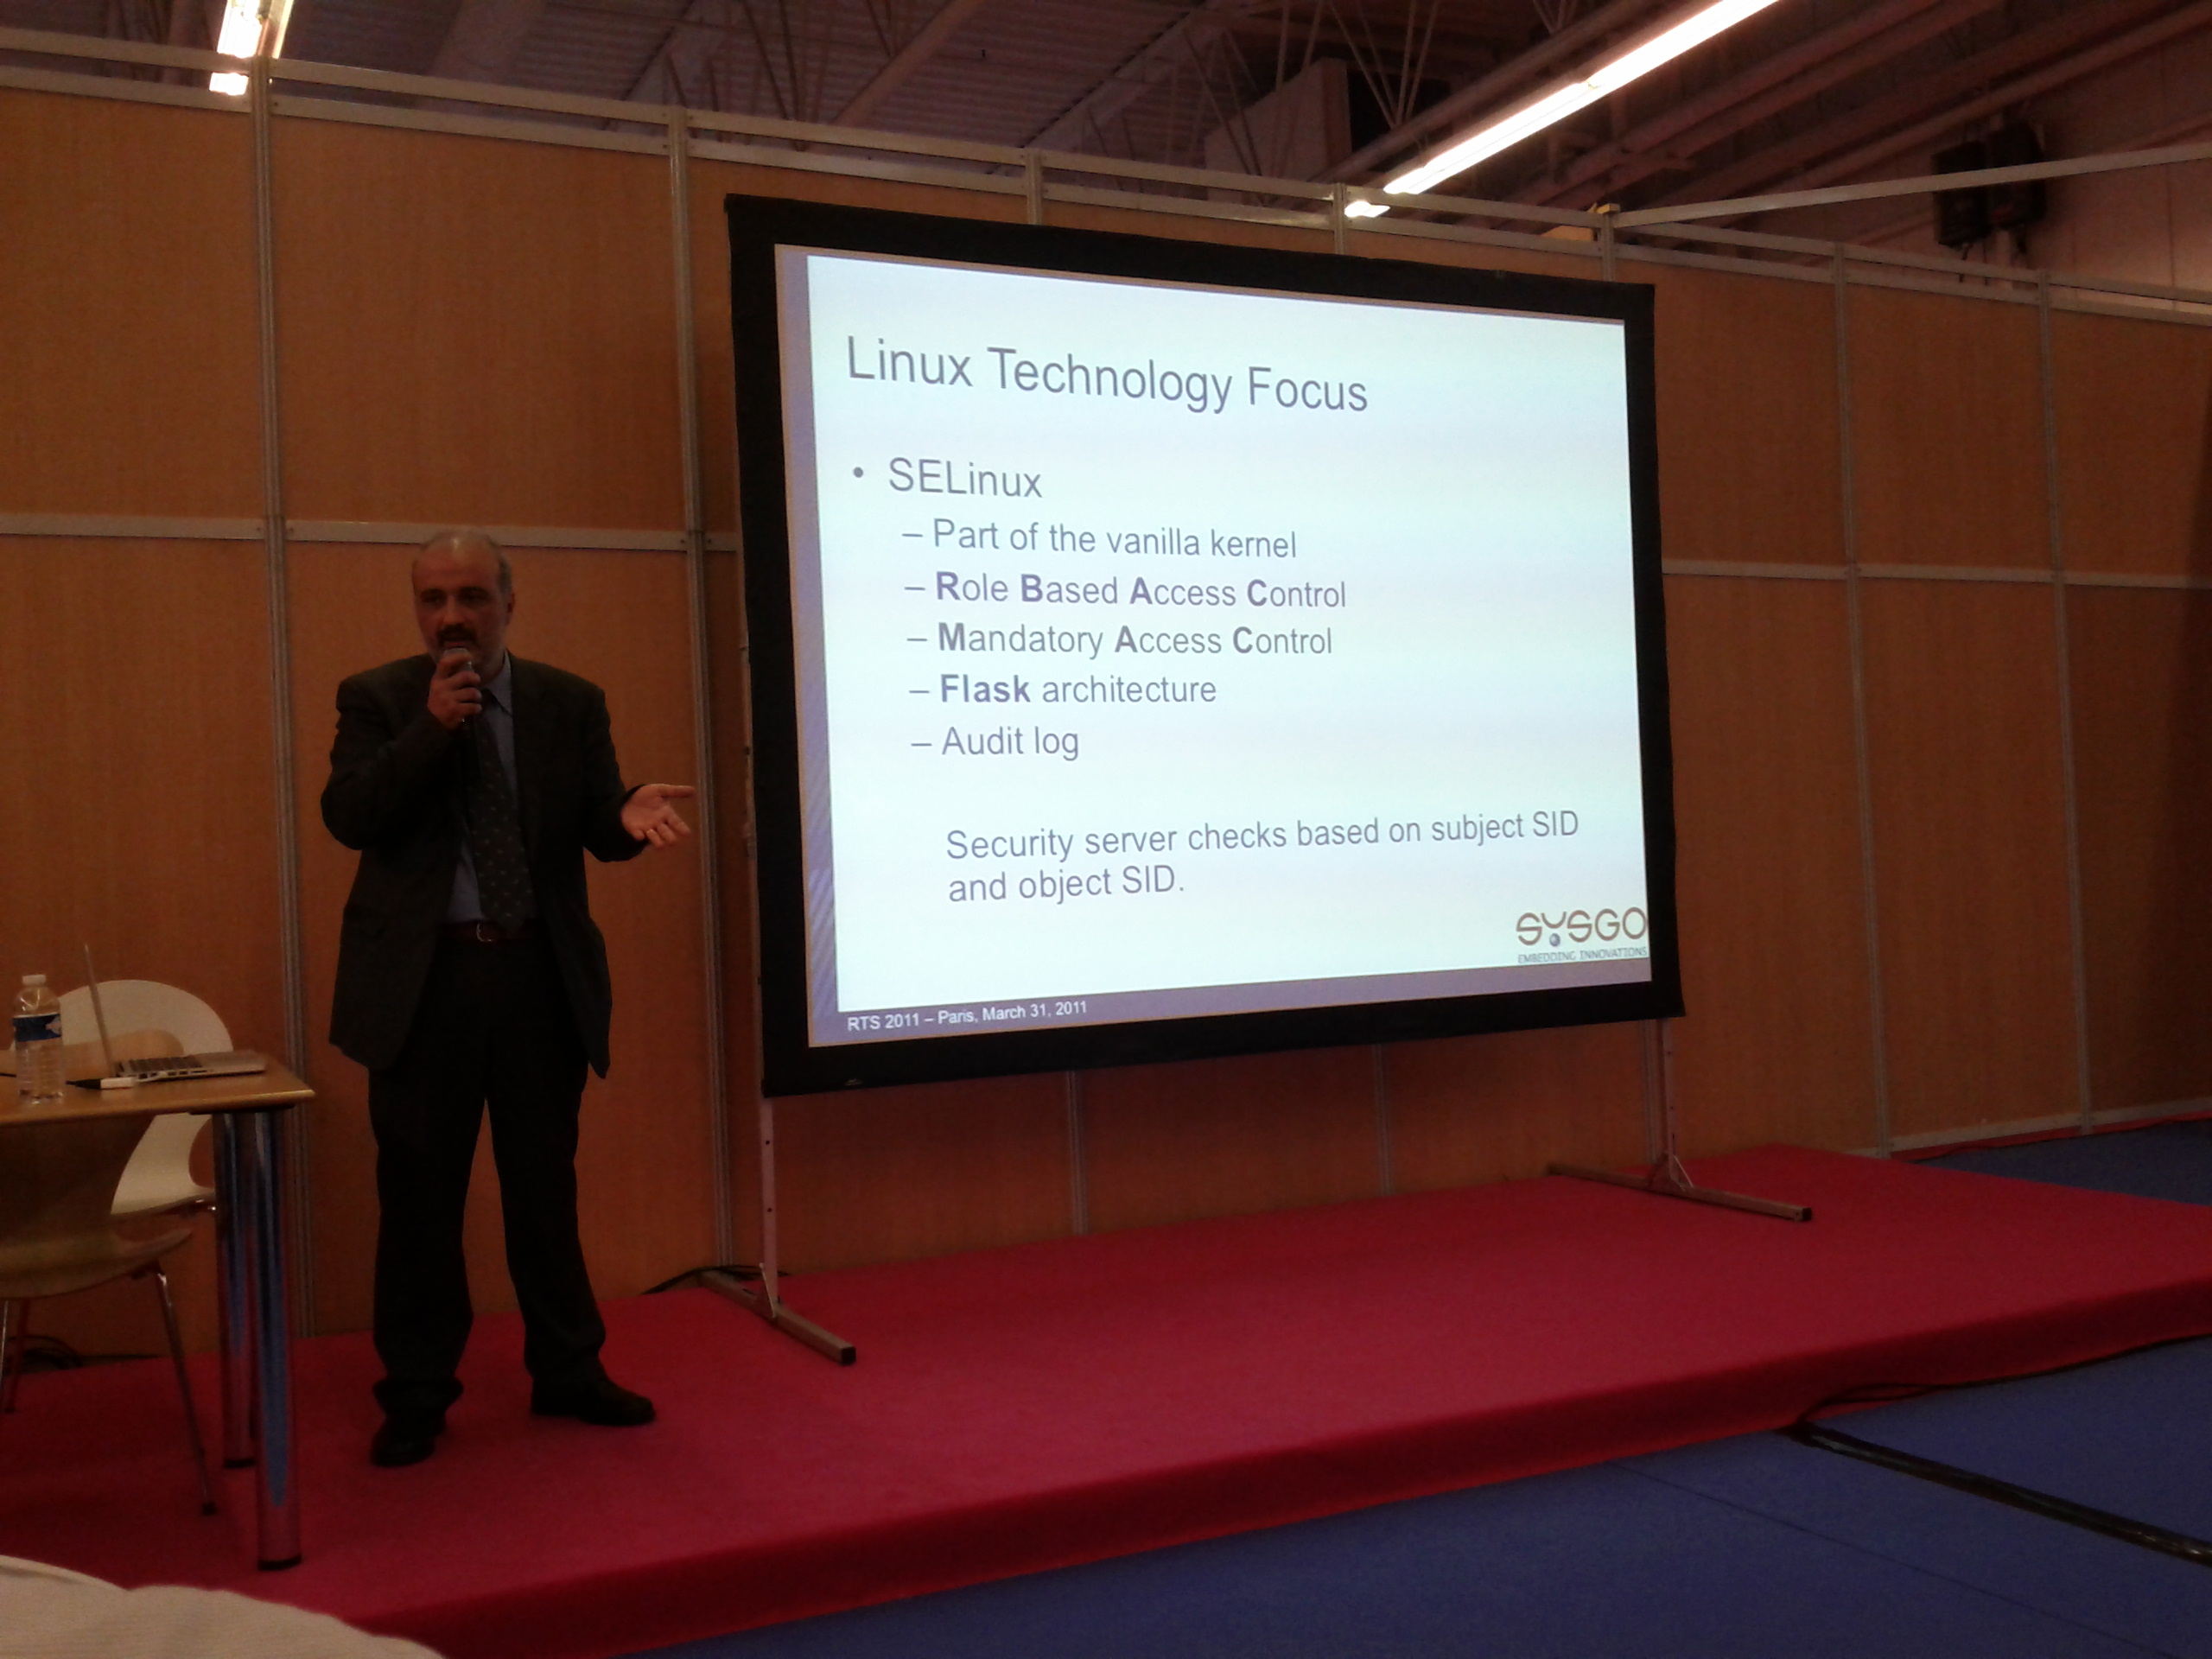 Linux Technology Focus
• SELinux
– Part of the vanilla kernel
– Role Based Access Control
– Mandatory Access Control
– Flask architecture
– Audit log
Security server checks based on subject SID
and object SID.
SYSGO
EMBEDDING INNOVATIONS
RTS 2011 – Paris, March 31, 2011